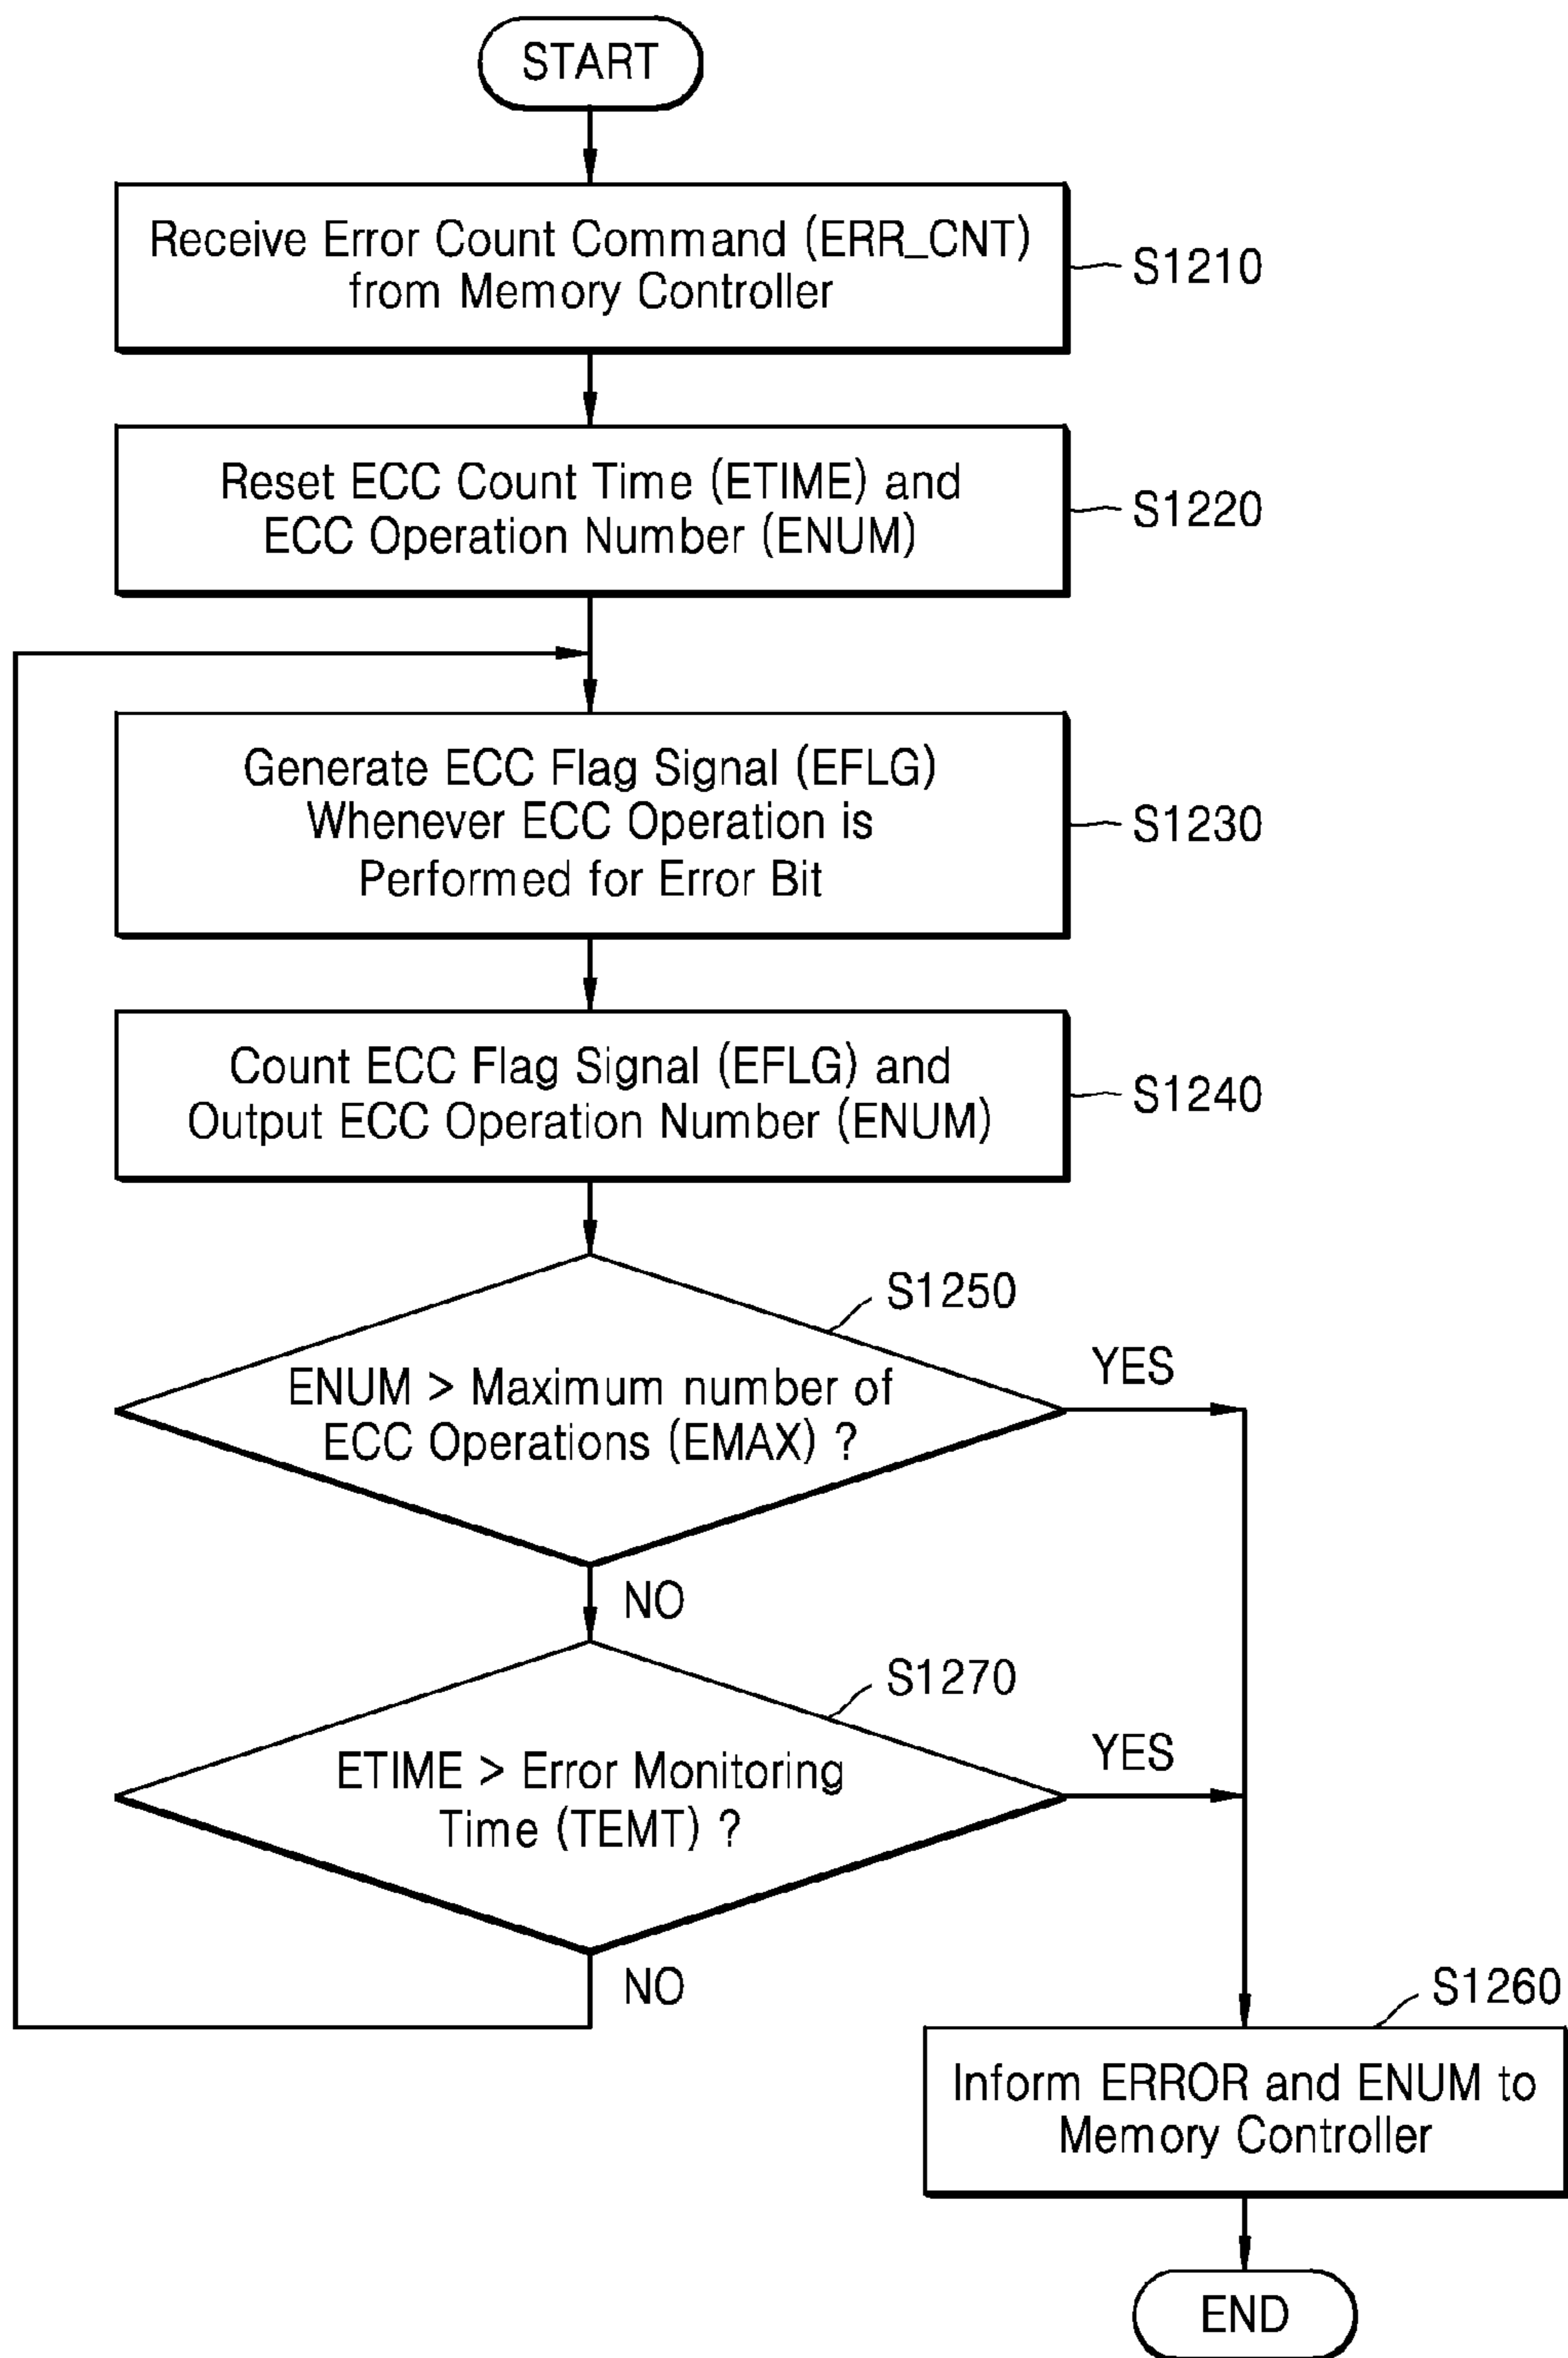 START
Receive Error Count Command (ERR_CNT)
from Memory Controller
S1210
Reset ECC Count Time (ETIME) and
ECC Operation Number (ENUM)
S1220
Generate ECC Flag Signal (EFLG)
Whenever ECC Operation is
Performed for Error Bit
S1230
Count ECC Flag Signal (EFLG) and
Output ECC Operation Number (ENUM)
S1240
S1250
ENUM > Maximum number of
ECC Operations (EMAX) ?
YES
NO
S1270
ETIME > Error Monitoring
Time (TEMT) ?
YES
NO
S1260
Inform ERROR and ENUM to
Memory Controller
END